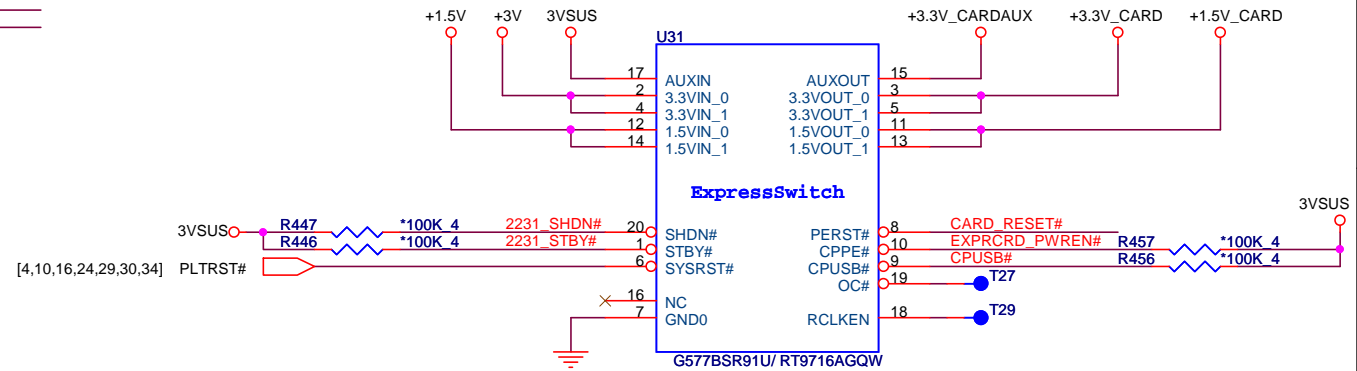 +1.5V +3V 3VSUS +3.3V_CARDAUX +3.3V_CARD +1.5V_CARD
U31
17 AUXIN AUXOUT 15
2 3.3VIN_0 3.3VOUT_0 3
4 3.3VIN_1 3.3VOUT_1 5
12 1.5VIN_0 1.5VOUT_0 11
14 1.5VIN_1 1.5VOUT_1 13
ExpressSwitch
3VSUS
3VSUS R447 *100K_4 2231_SHDN# 20 SHDN# PERST# 8 CARD_RESET#
R446 *100K_4 2231_STBY# 1 STBY# CPPE# 10 EXPRCRD_PWREN# R457 *100K_4
[4,10,16,24,29,30,34] PLTRST# 6 SYSRST# CPUSB# 9 CPUSB# R456 *100K_4
OC# 19 T27
16 NC
7 GND0 RCLKEN 18 T29
G577BSR91U/ RT9716AGQW